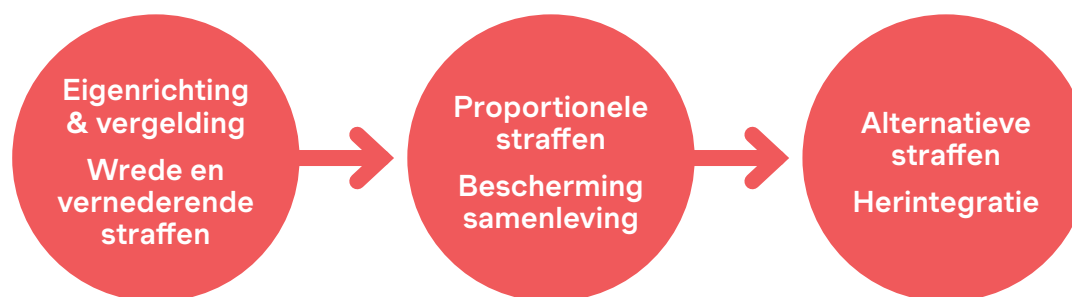 Eigenrichting
& vergelding
Wrede en
vernederende
straffen
Proportionele
straffen
Bescherming
samenleving
Alternatieve
straffen
Herintegratie